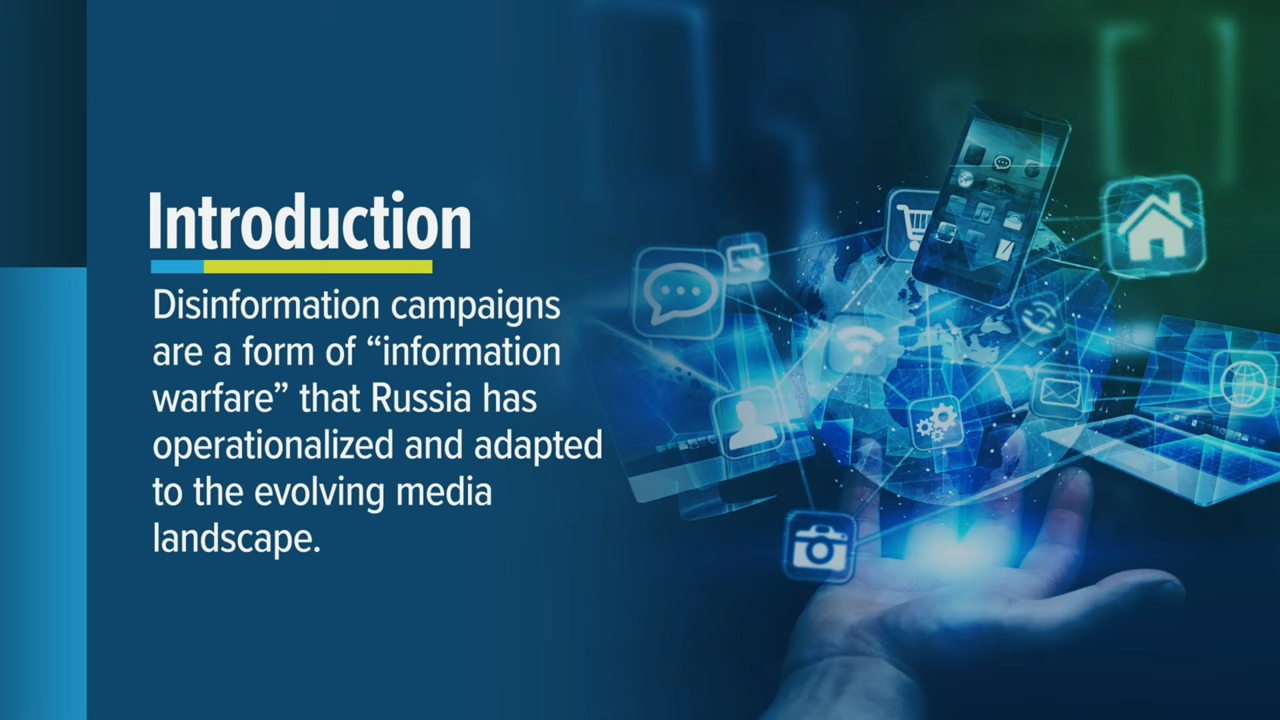 Introduction
Disinformation campaigns
are a form of “information
warfare” that Russia has
operationalized and adapted
to the evolving media
landscape.